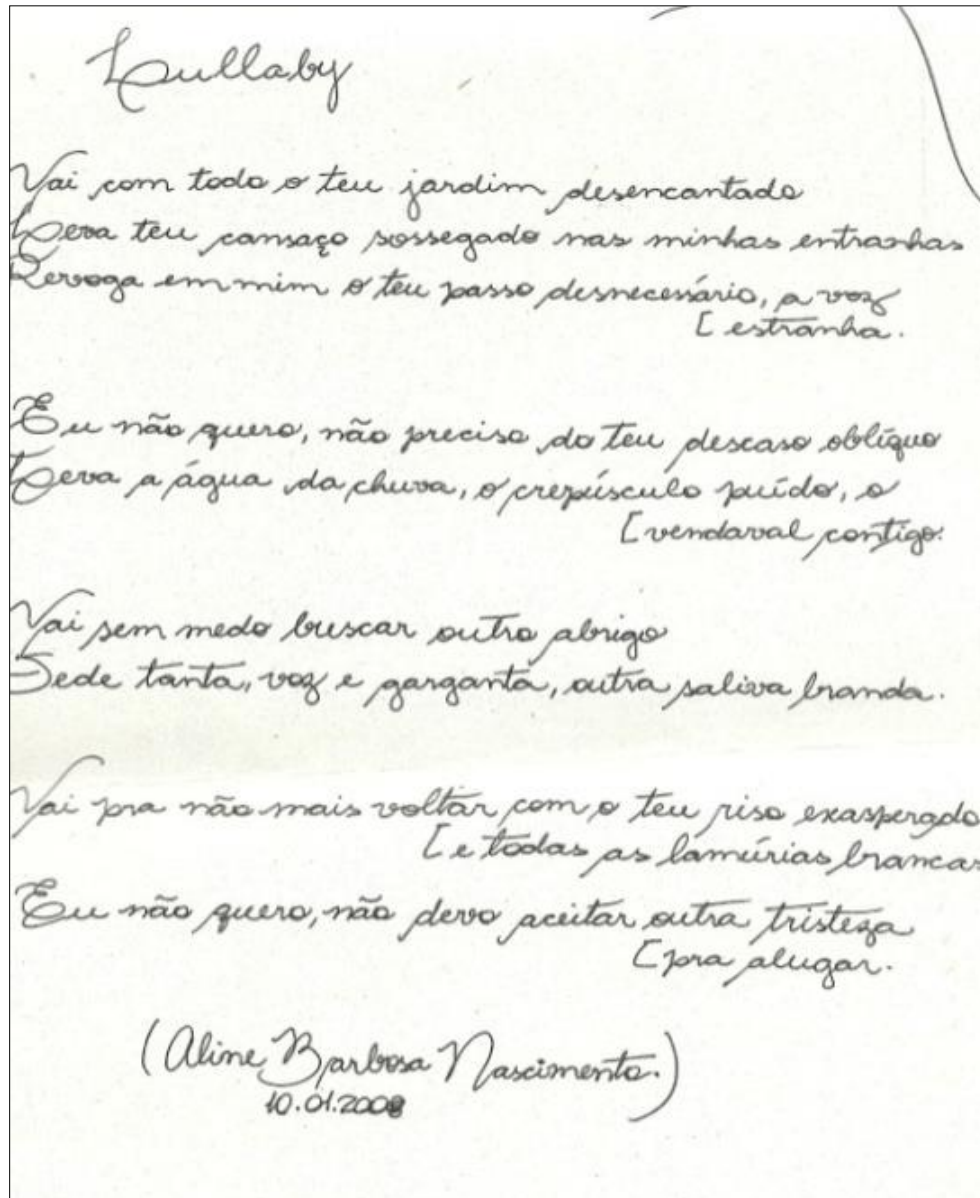 Lullaby
Vai com todo o teu jardim desencantado
Leva teu cansaço sossegado nas minhas entranhas
Revoga em mim o teu passo desnecessário, a voz
[estranha.
Eu não quero, não preciso do teu descaso oblíquo
Leva a água da chuva, o crepúsculo puído, o
[vendaval contigo.
Vai sem medo buscar outro abrigo
Sede tanta, voz e garganta, outra saliva branda.
Vai pra não mais voltar com o teu riso exasperado
[e todas as lamúrias brancas
Eu não quero, não devo aceitar outra tristeza
[pra alugar.
(Aline Barbosa Nascimento.)
10.01.2008